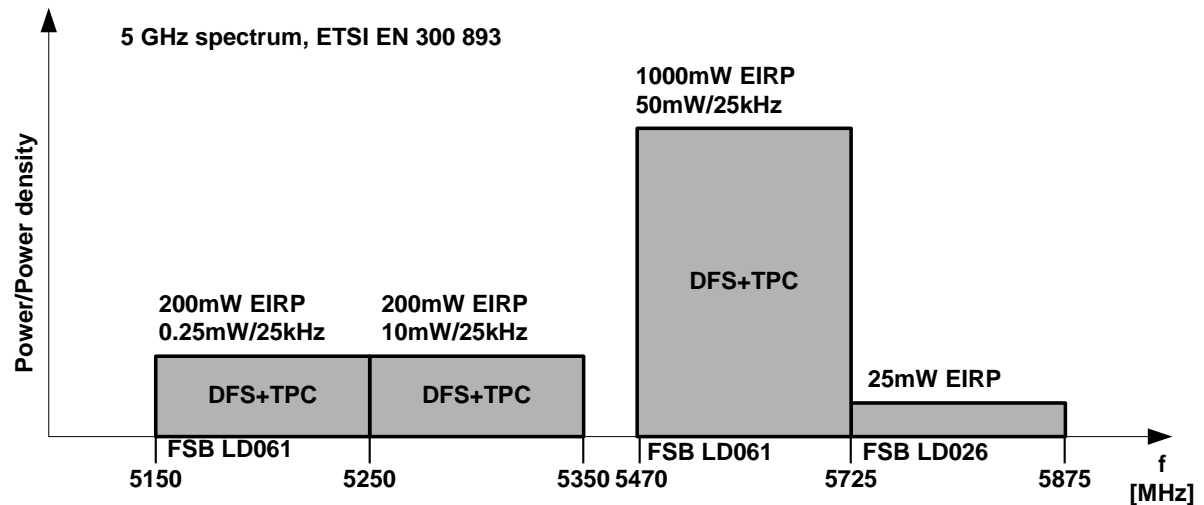 5 GHz spectrum, ETSI EN 300 893
Power/Power density
1000mW EIRP
50mW/25kHz
DFS+TPC
200mW EIRP
0.25mW/25kHz
200mW EIRP
10mW/25kHz
25mW EIRP
DFS+TPC
DFS+TPC
FSB LD061
FSB LD061
FSB LD026
5150
5250
5350
5470
5725
5875
f
[MHz]